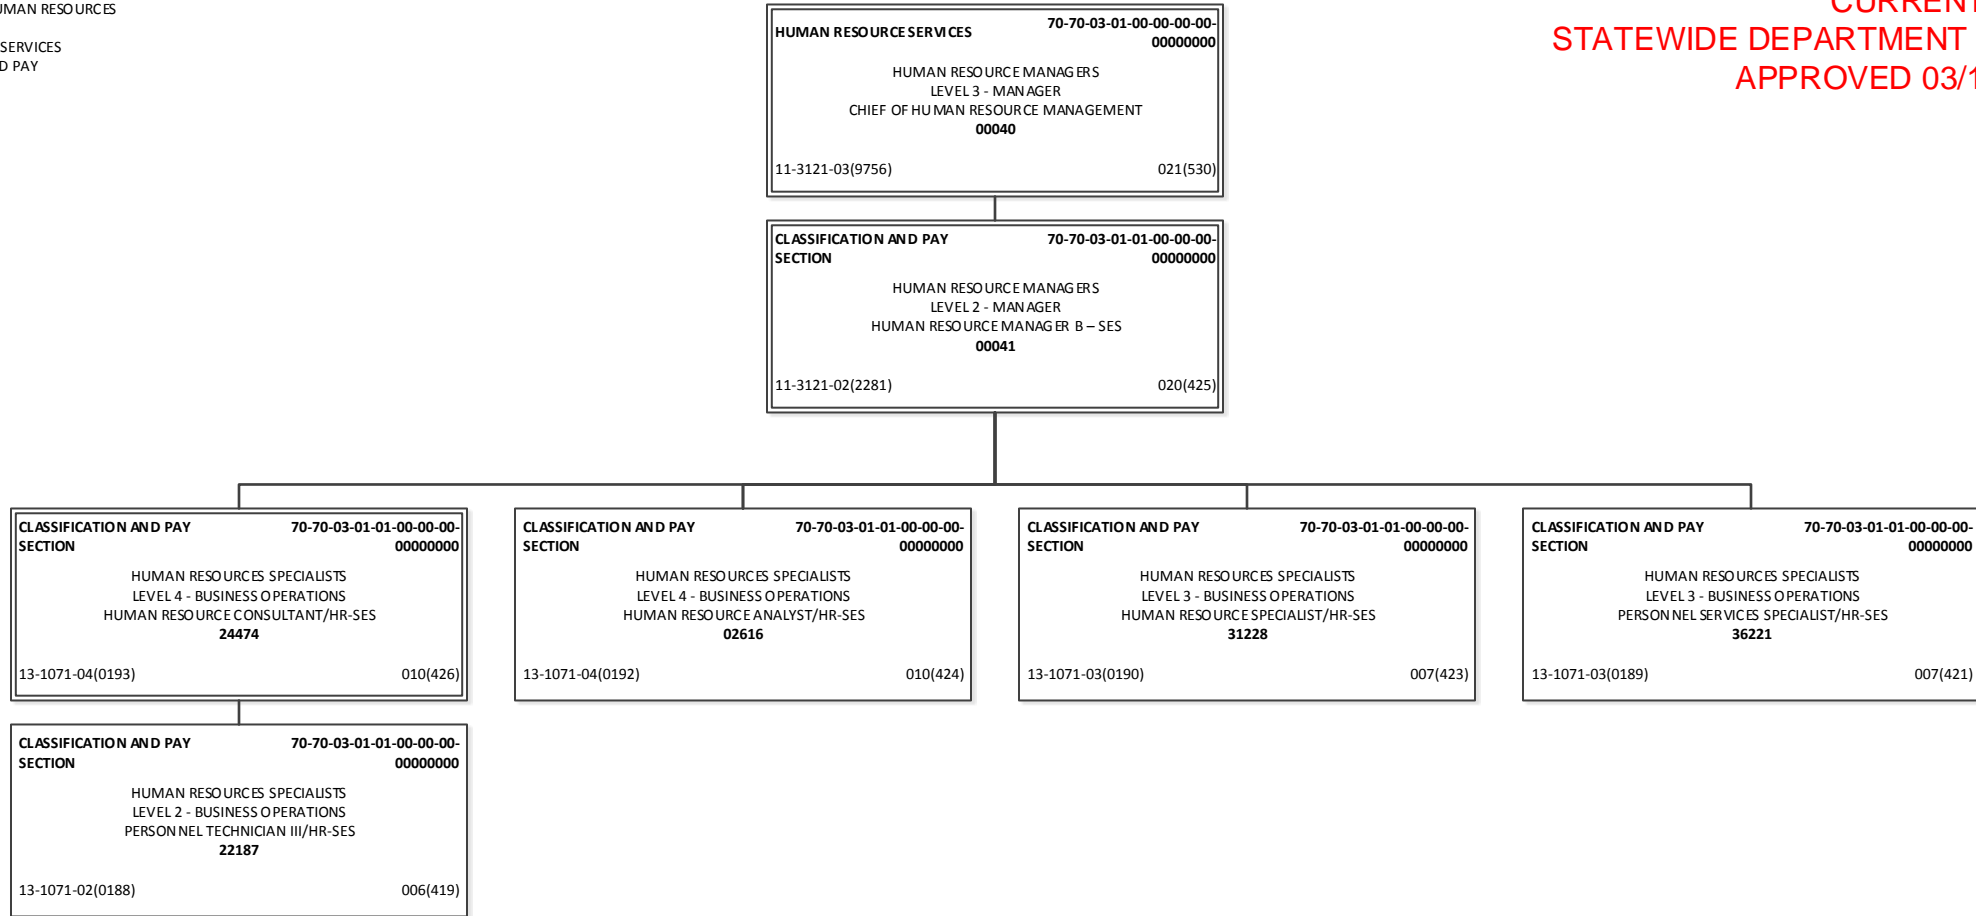 HUMAN RESOURCES
SERVICES
PAY
CURRENT
STATEWIDE DEPARTMENT
APPROVED 03/1
HUMAN RESOURCE SERVICES 70-70-03-01-00-00-00-00-
00000000
HUMAN RESOURCE MANAGERS
LEVEL 3 - MANAGER
CHIEF OF HUMAN RESOURCE MANAGEMENT
00040
11-3121-03(9756) 021(530)
CLASSIFICATION AND PAY 70-70-03-01-01-00-00-00-
SECTION 00000000
HUMAN RESOURCE MANAGERS
LEVEL 2 - MANAGER
HUMAN RESOURCE MANAGER B – SES
00041
11-3121-02(2281) 020(425)
CLASSIFICATION AND PAY 70-70-03-01-01-00-00-00-
SECTION 00000000
HUMAN RESOURCES SPECIALISTS
LEVEL 4 - BUSINESS OPERATIONS
HUMAN RESOURCE CONSULTANT/HR-SES
24474
13-1071-04(0193) 010(426)
CLASSIFICATION AND PAY 70-70-03-01-01-00-00-00-
SECTION 00000000
HUMAN RESOURCES SPECIALISTS
LEVEL 4 - BUSINESS OPERATIONS
HUMAN RESOURCE ANALYST/HR-SES
02616
13-1071-04(0192) 010(424)
CLASSIFICATION AND PAY 70-70-03-01-01-00-00-00-
SECTION 00000000
HUMAN RESOURCES SPECIALISTS
LEVEL 3 - BUSINESS OPERATIONS
HUMAN RESOURCE SPECIALIST/HR-SES
31228
13-1071-03(0190) 007(423)
CLASSIFICATION AND PAY 70-70-03-01-01-00-00-00-
SECTION 00000000
HUMAN RESOURCES SPECIALISTS
LEVEL 3 - BUSINESS OPERATIONS
PERSONNEL SERVICES SPECIALIST/HR-SES
36221
13-1071-03(0189) 007(421)
CLASSIFICATION AND PAY 70-70-03-01-01-00-00-00-
SECTION 00000000
HUMAN RESOURCES SPECIALISTS
LEVEL 2 - BUSINESS OPERATIONS
PERSONNEL TECHNICIAN III/HR-SES
22187
13-1071-02(0188) 006(419)